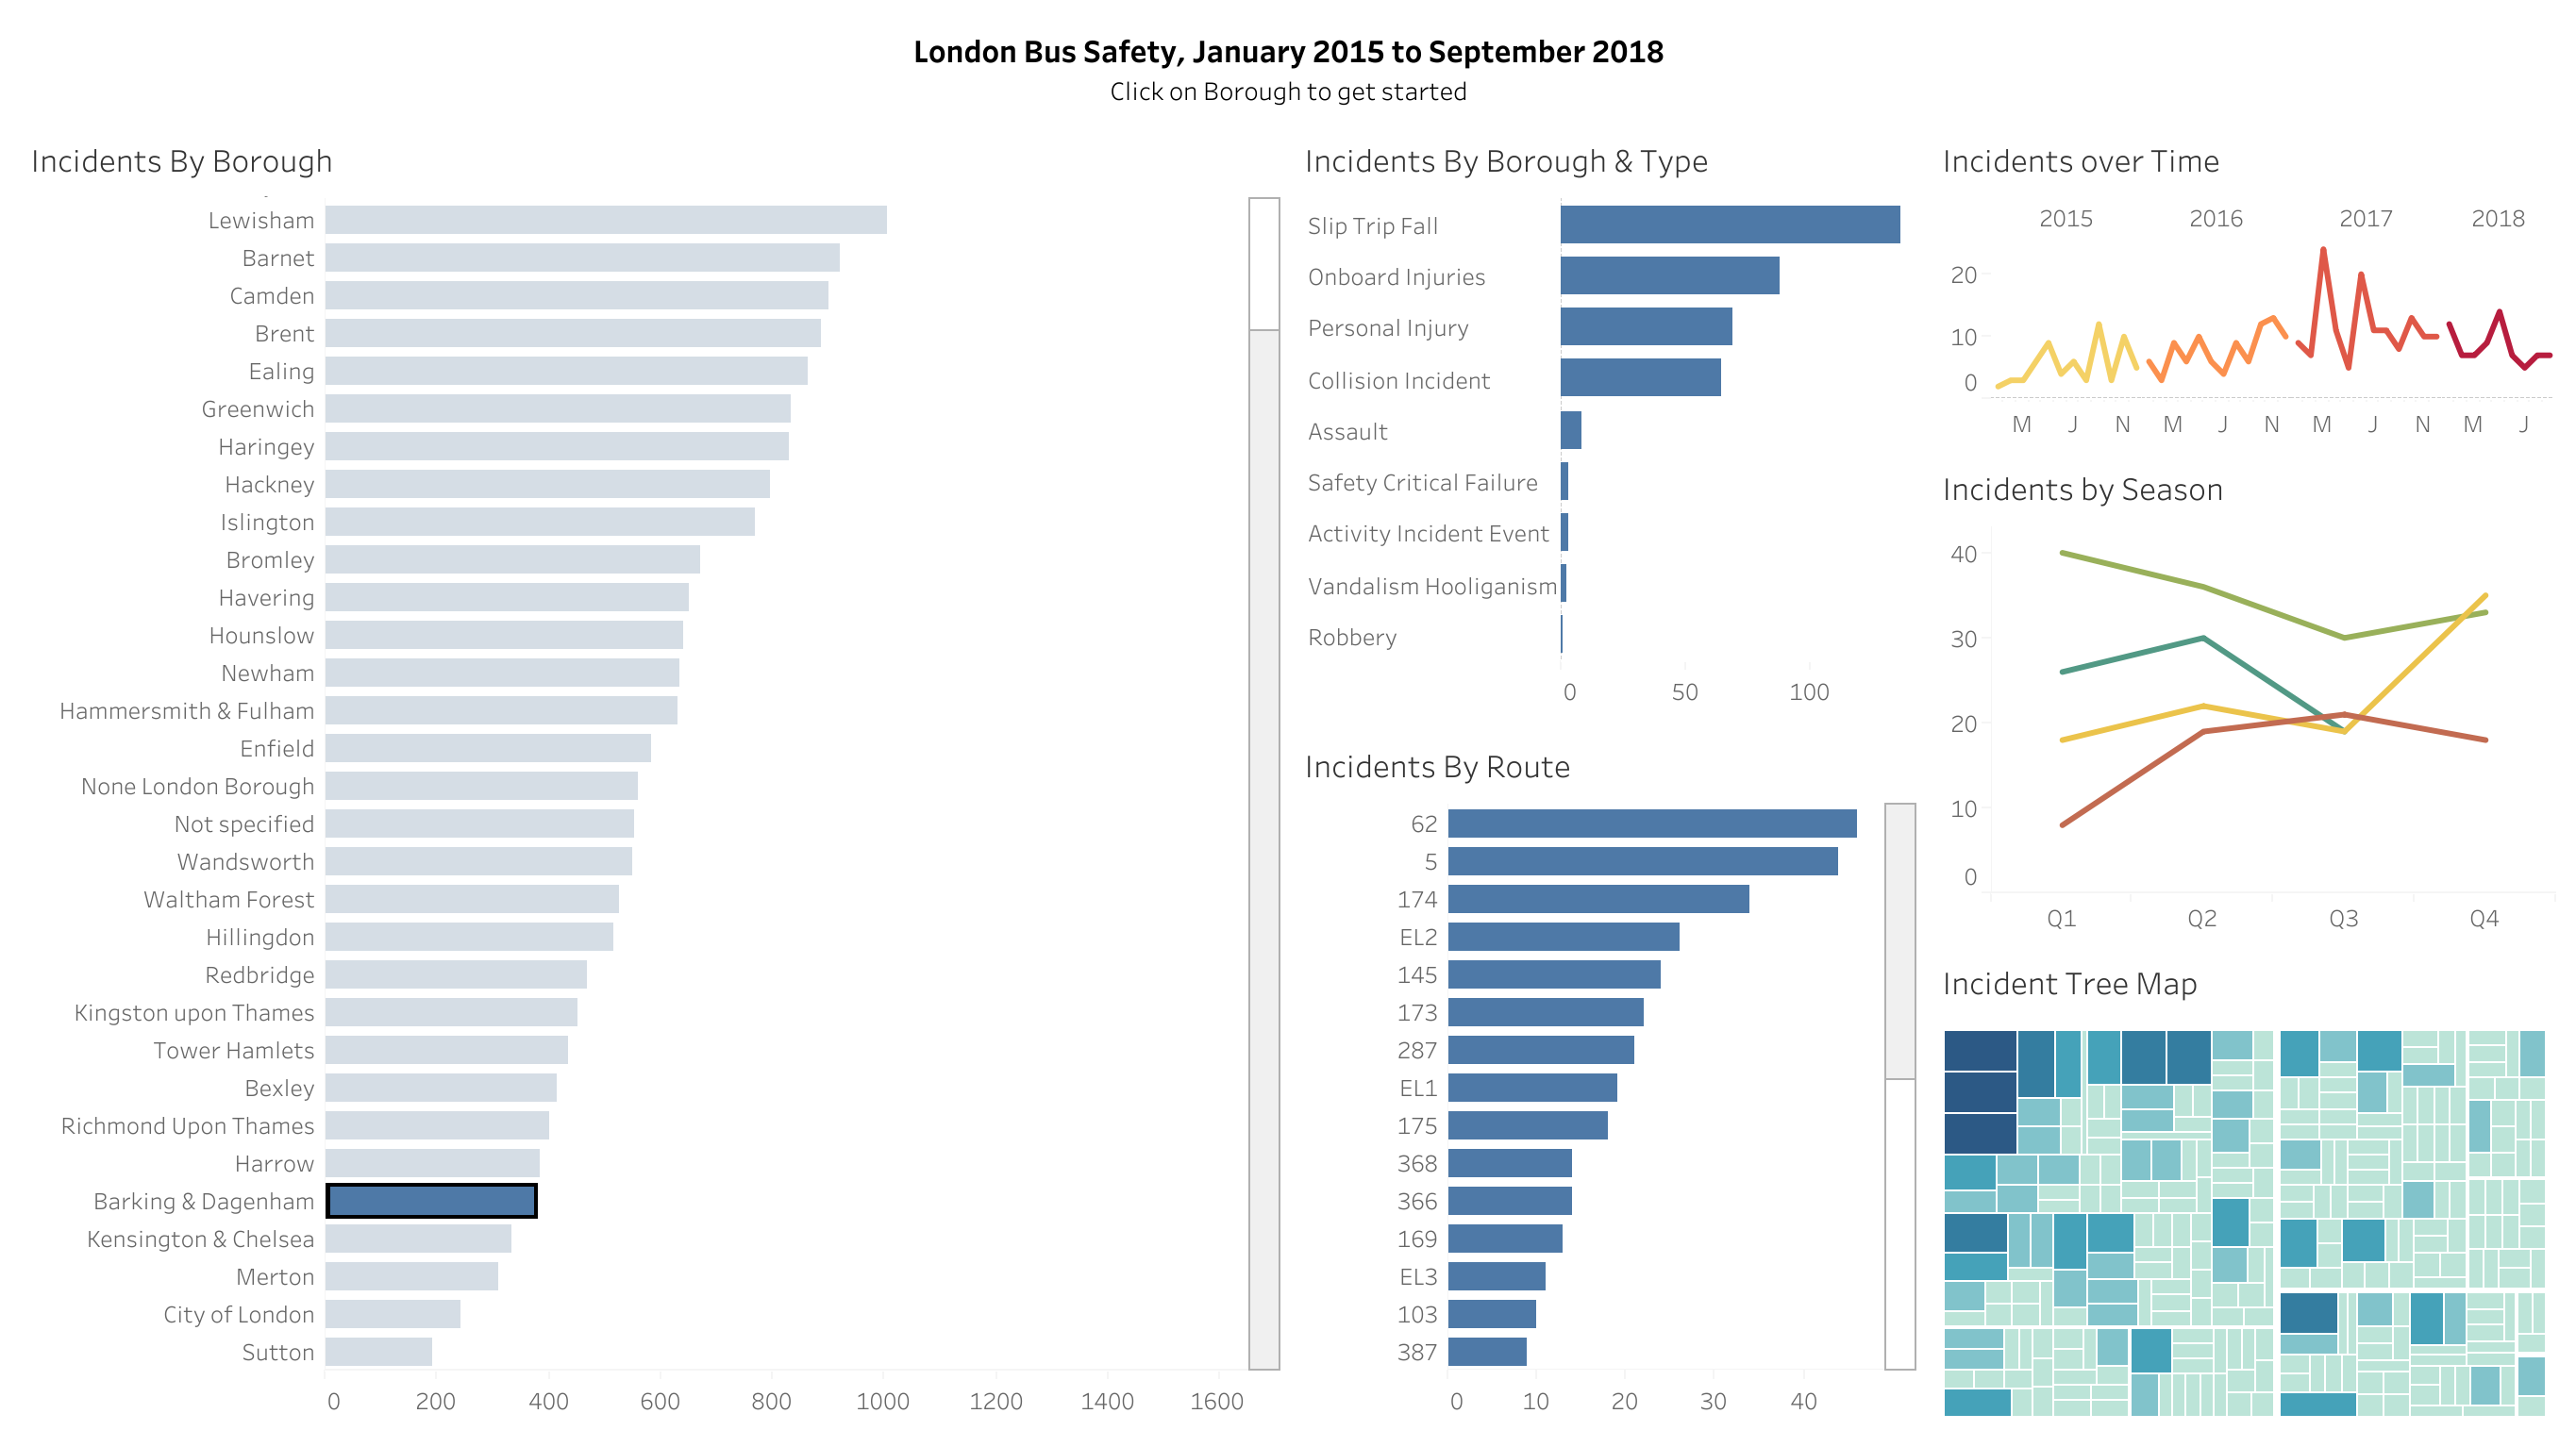 London Bus Safety, January 2015 to September 2018
Click on Borough to get started
Incidents By Borough
Lewisham
Barnet
Camden
Brent
Ealing
Greenwich
Haringey
Hackney
Islington
Bromley
Havering
Hounslow
Newham
Hammersmith & Fulham
Enfield
None London Borough
Not specified
Wandsworth
Waltham Forest
Hillingdon
Redbridge
Kingston upon Thames
Tower Hamlets
Bexley
Richmond Upon Thames
Harrow
Barking & Dagenham
Kensington & Chelsea
Merton
City of London
Sutton
0 200 400 600 800 1000 1200 1400 1600
Incidents By Borough & Type
Slip Trip Fall
Onboard Injuries
Personal Injury
Collision Incident
Assault
Safety Critical Failure
Activity Incident Event
Vandalism Hooliganism
Robbery
0 50 100
Incidents By Route
62
5
174
EL2
145
173
287
EL1
175
368
366
169
EL3
103
387
0 10 20 30 40
Incidents over Time
2015 2016 2017 2018
20
10
0
M J N M J N M J N M J
Incidents by Season
40
30
20
10
0
Q1 Q2 Q3 Q4
Incident Tree Map